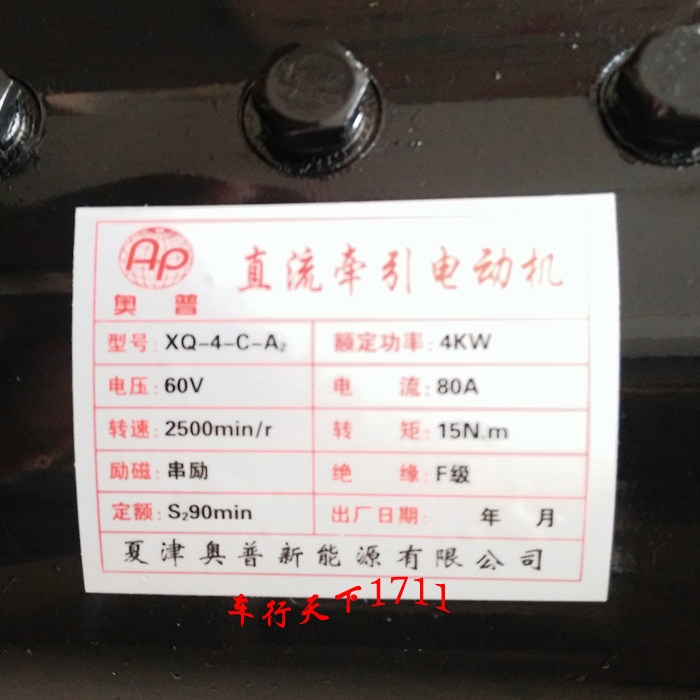 AP
奥普
直流牵引电动机
型号: XQ-4-C-A₂ 额定功率: 4KW
电压: 60V 电流: 80A
转速: 2500min/r 转矩: 15N.m
励磁: 串励 绝缘: F级
定额: S₂90min 出厂日期: 年 月
夏津奥普新能源有限公司
车行天下1711